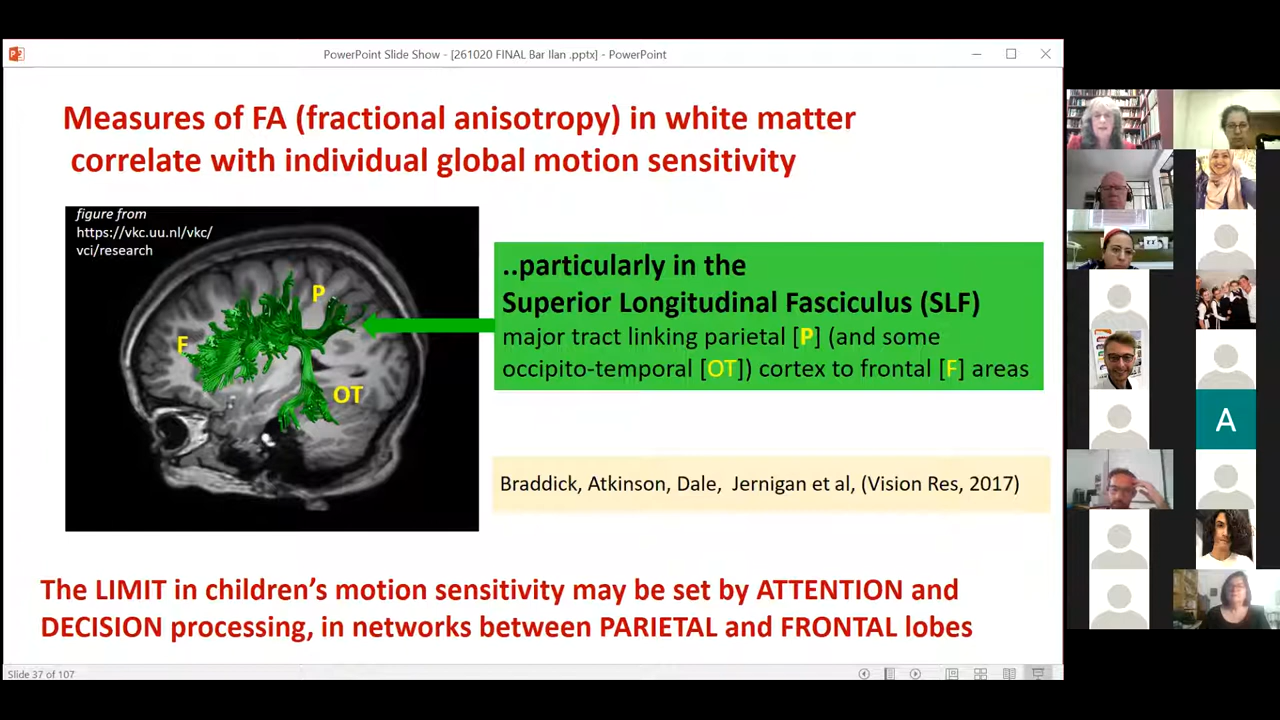 PowerPoint Slide Show - [261020 FINAL Bar Ilan .pptx] - PowerPoint
Measures of FA (fractional anisotropy) in white matter
correlate with individual global motion sensitivity
figure from
https://vkc.uu.nl/vkc/
vci/research
P
F
OT
..particularly in the
Superior Longitudinal Fasciculus (SLF)
major tract linking parietal [P] (and some
occipito-temporal [OT]) cortex to frontal [F] areas
Braddick, Atkinson, Dale, Jernigan et al, (Vision Res, 2017)
The LIMIT in children’s motion sensitivity may be set by ATTENTION and
DECISION processing, in networks between PARIETAL and FRONTAL lobes
Slide 37 of 107
A